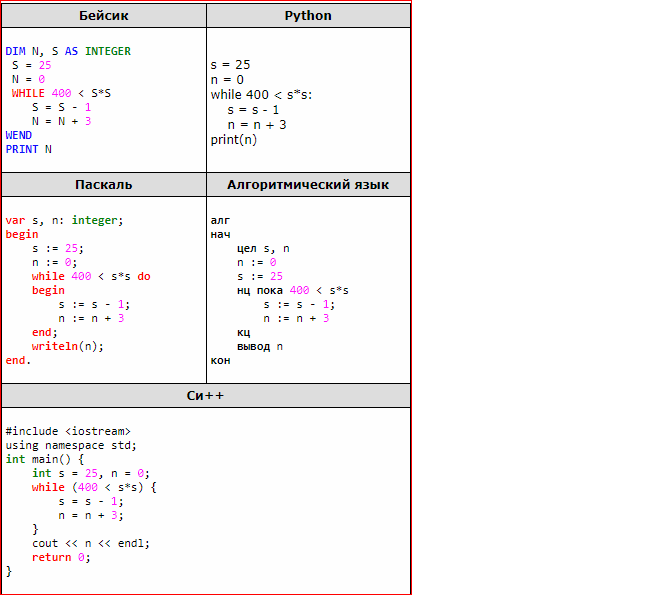 Бейсик
DIM N, S AS INTEGER
S = 25
N = 0
WHILE 400 < S*S
S = S - 1
N = N + 3
WEND
PRINT N
Python
s = 25
n = 0
while 400 < s*s:
s = s - 1
n = n + 3
print(n)
Паскаль
var s, n: integer;
begin
s := 25;
n := 0;
while 400 < s*s do
begin
s := s - 1;
n := n + 3
end;
writeln(n);
end.
Алгоритмический язык
алг
нач
цел s, n
n := 0
s := 25
нц пока 400 < s*s
s := s - 1;
n := n + 3
кц
вывод n
кон
Си++
#include <iostream>
using namespace std;
int main() {
int s = 25, n = 0;
while (400 < s*s) {
s = s - 1;
n = n + 3;
}
cout << n << endl;
return 0;
}